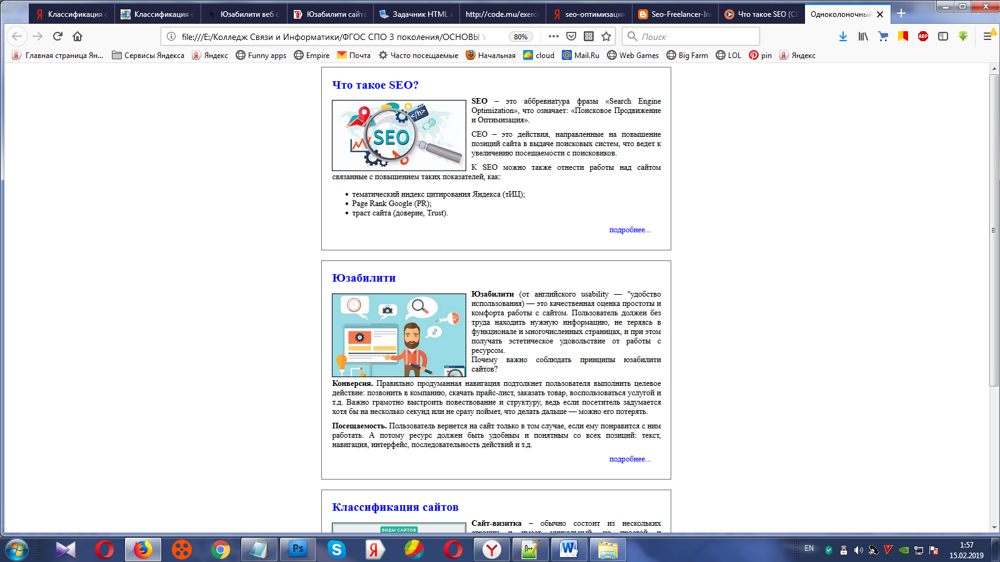 Классификация с
Классификация с
Юзабилити веб с
Юзабилити сайта
Задачник HTML и
http://code.mu/exerci
seo-оптимизация
Seo-Freelancer-In
Что такое SEO (СЕ
Одноколоночный
file:///E:/Колледж Связи и Информатики/ФГОС СПО 3 поколения/ОСНОВЫ W
80%
Поиск
ABP
Главная страница Ян...
Сервисы Яндекса
Яндекс
Funny apps
Empire
Почта
Часто посещаемые
Начальная
cloud
Mail.Ru
Web Games
Big Farm
LOL
pin
Яндекс
Что такое SEO?
</h>
SEO
SEO – это аббревиатура фразы «Search Engine
Optimization», что означает: «Поисковое Продвижение
и Оптимизация».
СЕО – это действия, направленные на повышение
позиций сайта в выдаче поисковых систем, что ведет к
увеличению посещаемости с поисковиков.
К SEO можно также отнести работы над сайтом
связанные с повышением таких показателей, как:
тематический индекс цитирования Яндекса (тИЦ);
Page Rank Google (PR);
траст сайта (доверие, Trust).
подробнее...
Юзабилити
Юзабилити (от английского usability — "удобство
использования) — это качественная оценка простоты и
комфорта работы с сайтом. Пользователь должен без
труда находить нужную информацию, не теряясь в
функционале и многочисленных страницах, и при этом
получать эстетическое удовольствие от работы с
ресурсом.
Почему важно соблюдать принципы юзабилити
сайтов?
Конверсия. Правильно продуманная навигация подтолкнет пользователя выполнить целевое
действие: позвонить в компанию, скачать прайс-лист, заказать товар, воспользоваться услугой и
т.д. Важно грамотно выстроить повествование и структуру, ведь если посетитель задумается
хотя бы на несколько секунд или не сразу поймет, что делать дальше — можно его потерять.
Посещаемость. Пользователь вернется на сайт только в том случае, если ему понравится с ним
работать. А потому ресурс должен быть удобным и понятным со всех позиций: текст,
навигация, интерфейс, последовательность действий и т.д.
подробнее...
Классификация сайтов
ВИДЫ САЙТОВ
Сайт-визитка – обычно состоит из нескольких
страниц и имеет уникальный, но простой и
Ps
EN
1:57
15.02.2019